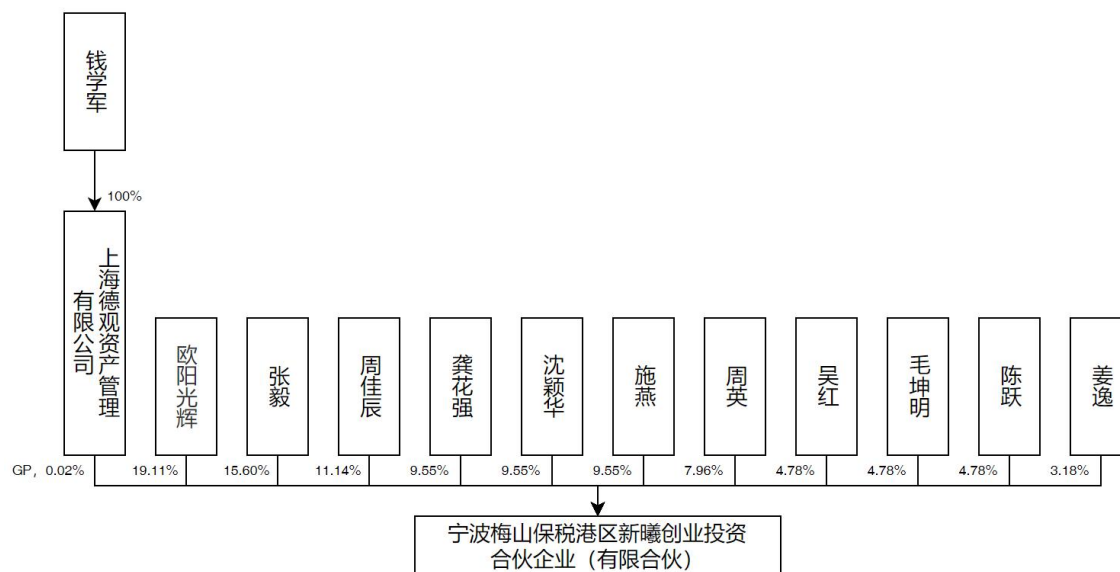 钱学军
100%
上海德观资产管理
有限公司
欧阳光辉
张毅
周佳辰
龚花强
沈颖华
施燕
周英
吴红
毛坤明
陈跃
姜逸
GP，0.02%
19.11%
15.60%
11.14%
9.55%
9.55%
9.55%
7.96%
4.78%
4.78%
4.78%
3.18%
宁波梅山保税港区新曦创业投资
合伙企业（有限合伙）